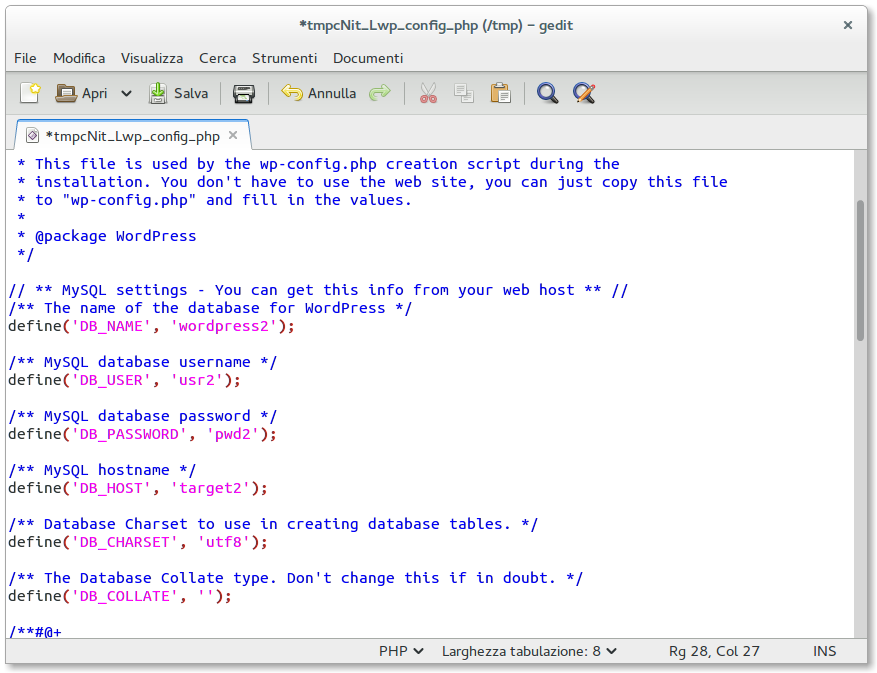 *tmpcNit_Lwp_config_php (/tmp) – gedit
File Modifica Visualizza Cerca Strumenti Documenti
Apri Salva Annulla
*tmpcNit_Lwp_config_php
* This file is used by the wp-config.php creation script during the
* installation. You don't have to use the web site, you can just copy this file
* to "wp-config.php" and fill in the values.
*
* @package WordPress
*/
// ** MySQL settings - You can get this info from your web host ** //
/** The name of the database for WordPress */
define('DB_NAME', 'wordpress2');
/** MySQL database username */
define('DB_USER', 'usr2');
/** MySQL database password */
define('DB_PASSWORD', 'pwd2');
/** MySQL hostname */
define('DB_HOST', 'target2');
/** Database Charset to use in creating database tables. */
define('DB_CHARSET', 'utf8');
/** The Database Collate type. Don't change this if in doubt. */
define('DB_COLLATE', '');
/**#@+
PHP Larghezza tabulazione: 8 Rg 28, Col 27 INS